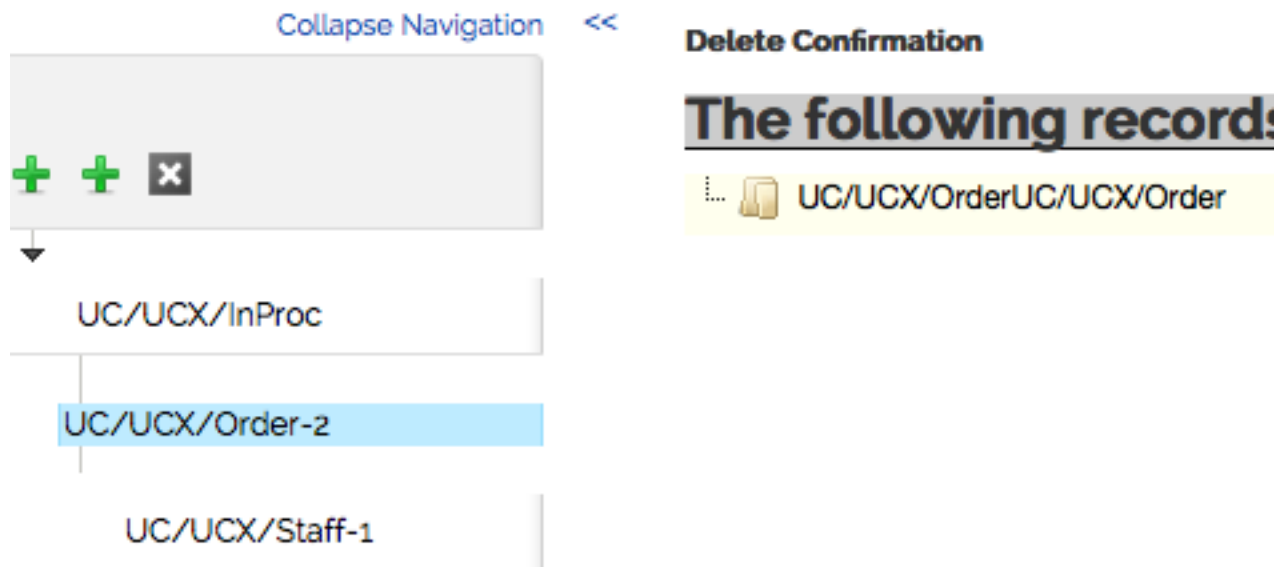 Collapse Navigation <<
UC/UCX/InProc
UC/UCX/Order-2
UC/UCX/Staff-1
Delete Confirmation
The following records
UC/UCX/OrderUC/UCX/Order